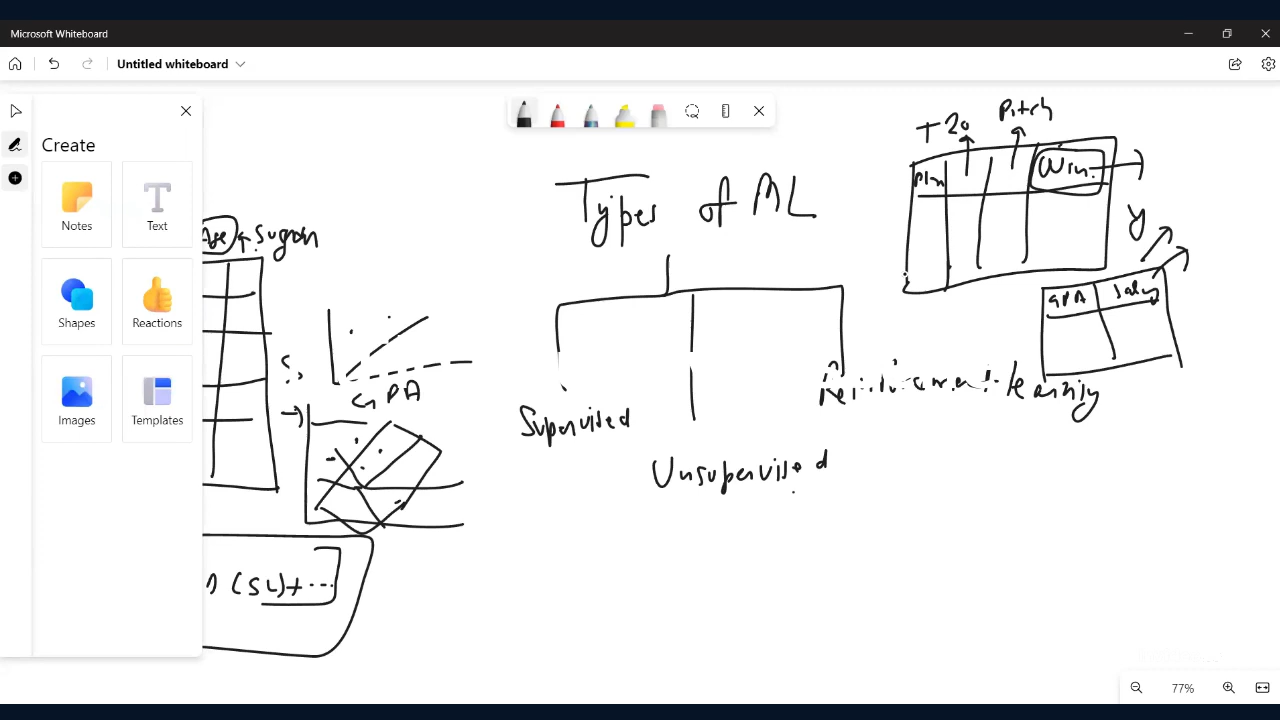 Microsoft Whiteboard
Untitled whiteboard
Create
Notes
Text
Shapes
Reactions
Images
Templates
Age
Sugar
GPA
(SL)+...
Types of ML
Supervised
Unsupervised
Reinforcement learning
T20
Pitch
Win
y
GPA
Salary
77%